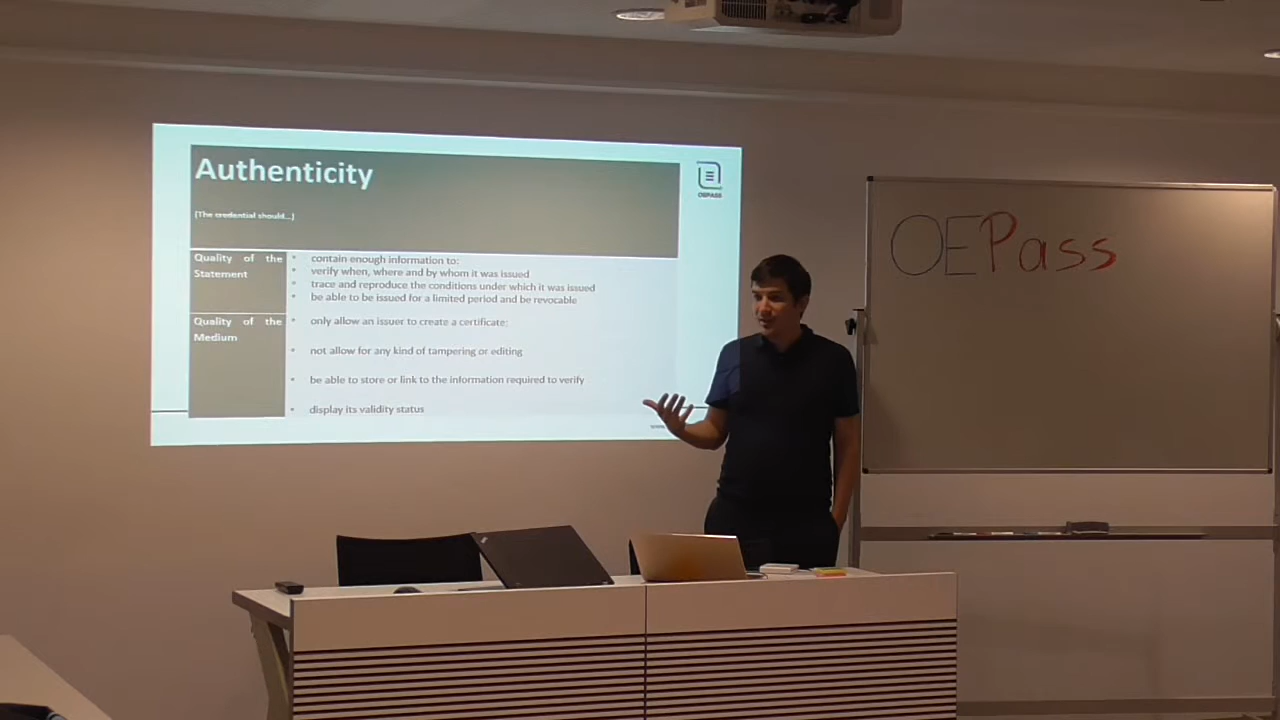 Authenticity
[The credential should...]
OEPASS
Quality of the
Statement
• contain enough information to:
• verify when, where and by whom it was issued
• trace and reproduce the conditions under which it was issued
• be able to be issued for a limited period and be revocable
Quality of the
Medium
• only allow an issuer to create a certificate;
• not allow for any kind of tampering or editing
• be able to store or link to the information required to verify
• display its validity status
OEPass